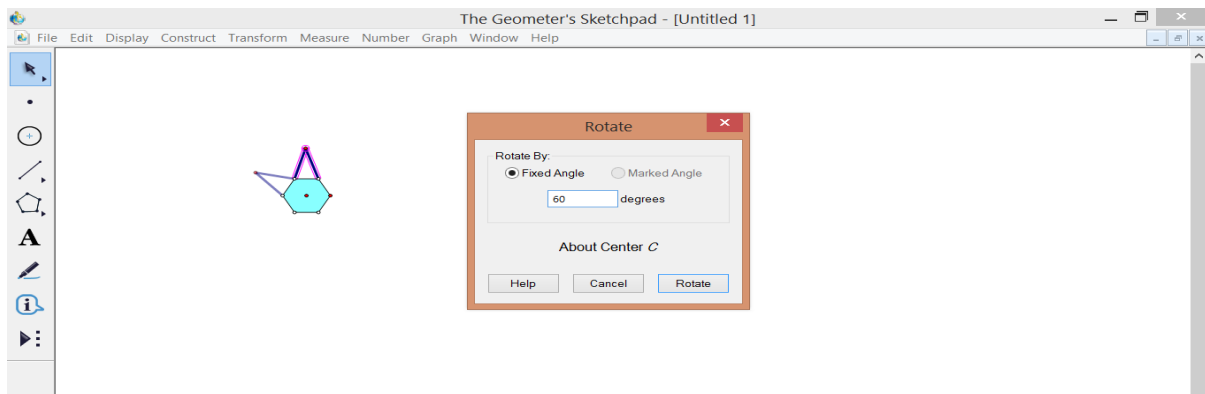 The Geometer's Sketchpad - [Untitled 1]
File Edit Display Construct Transform Measure Number Graph Window Help
A
i
Rotate
Rotate By:
Fixed Angle Marked Angle
60 degrees
About Center C
Help Cancel Rotate